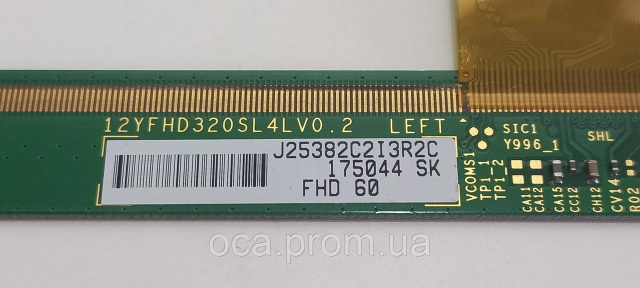 12YFHD320SL4LV0.2 LEFT
J25382C2I3R2C
175044 SK
FHD 60
SIC1
Y996_1
SHL
VCOMS1
TP1_1
TP1_2
CA11
CA12
CA15
CC12
CH12
CV14
R02
oca.prom.ua